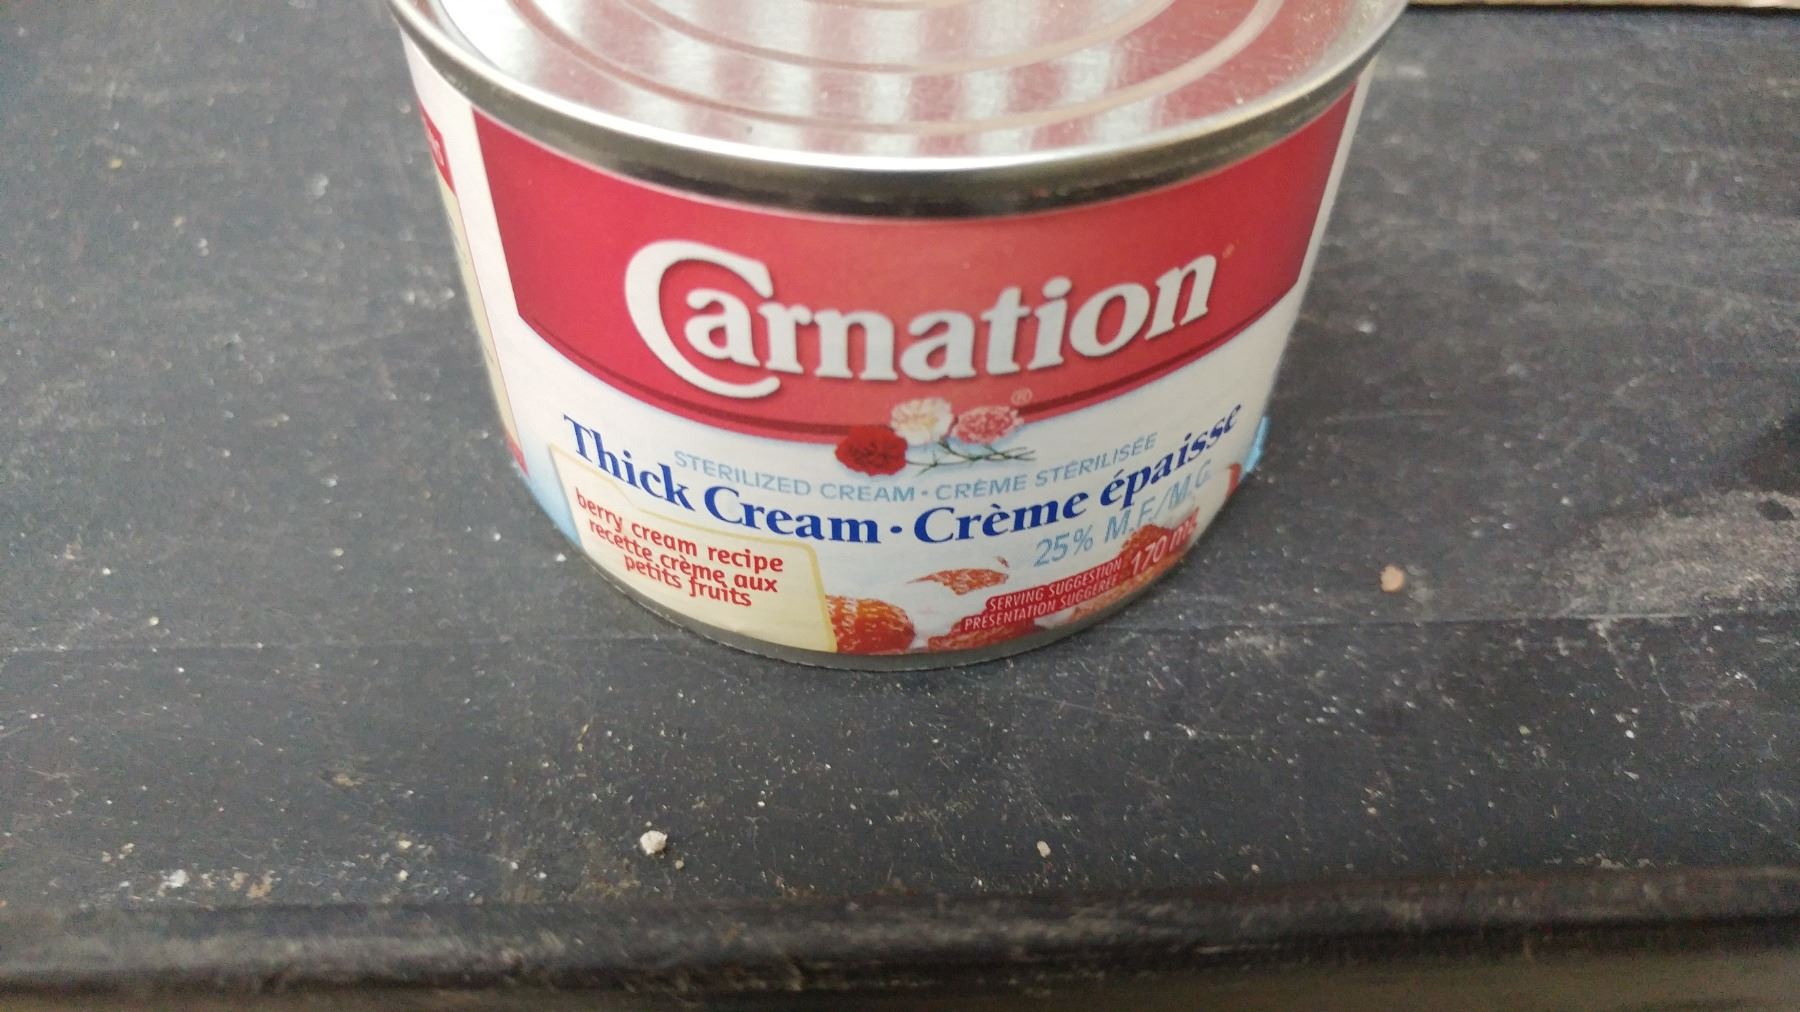 Carnation
®
STERILIZED CREAM • CRÈME STÉRILISÉE
Thick Cream • Crème épaisse
25% M.F./M.G.
170 mL
berry cream recipe
recette crème aux
petits fruits
SERVING SUGGESTION
PRÉSENTATION SUGGÉRÉE